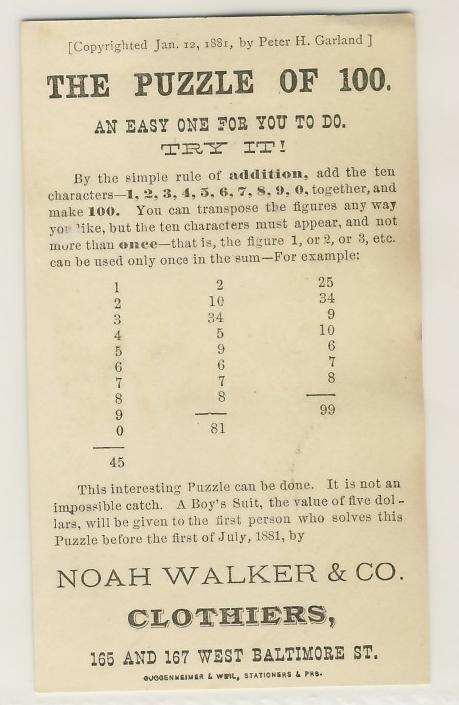 [Copyrighted Jan. 12, 1881, by Peter H. Garland ]
THE PUZZLE OF 100.
AN EASY ONE FOR YOU TO DO.
TRY IT!
By the simple rule of addition, add the ten
characters—1, 2, 3, 4, 5, 6, 7, 8, 9, 0, together, and
make 100. You can transpose the figures any way
you like, but the ten characters must appear, and not
more than once—that is, the figure 1, or 2, or 3, etc.
can be used only once in the sum—For example:
1 2 25
2 10 34
3 34 9
4 5 10
5 9 6
6 6 7
7 7 8
8 8
9 81 99
0
45
This interesting Puzzle can be done. It is not an
impossible catch. A Boy's Suit, the value of five dol-
lars, will be given to the first person who solves this
Puzzle before the first of July, 1881, by
NOAH WALKER & CO.
CLOTHIERS,
165 AND 167 WEST BALTIMORE ST.
GUGGENHEIMER & WEIL, STATIONERS & PRS.